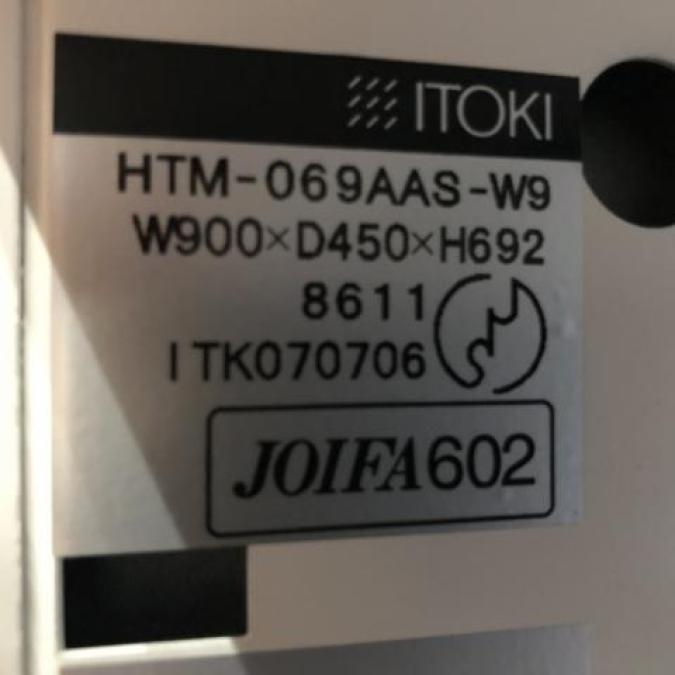 ITOKI
HTM-069AAS-W9
W900×D450×H692
8611
ITK070706
JOIFA602